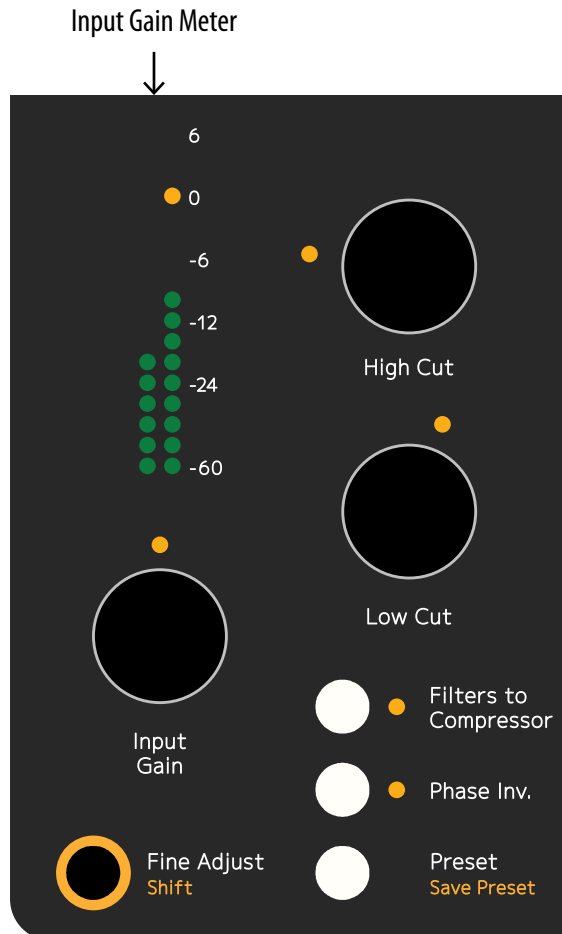 Input Gain Meter
6
0
-6
-12
-24
-60
High Cut
Low Cut
Input
Gain
Filters to
Compressor
Phase Inv.
Fine Adjust
Shift
Preset
Save Preset